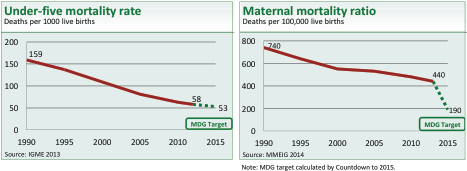 Under-five mortality rate
Deaths per 1000 live births
200
159
150
100
58
50
53
MDG Target
0
1990 1995 2000 2005 2010 2015
Source: IGME 2013
Maternal mortality ratio
Deaths per 100,000 live births
800
740
600
440
400
200
190
MDG Target
0
1990 1995 2000 2005 2010 2015
Source: MMEIG 2014
Note: MDG target calculated by Countdown to 2015.